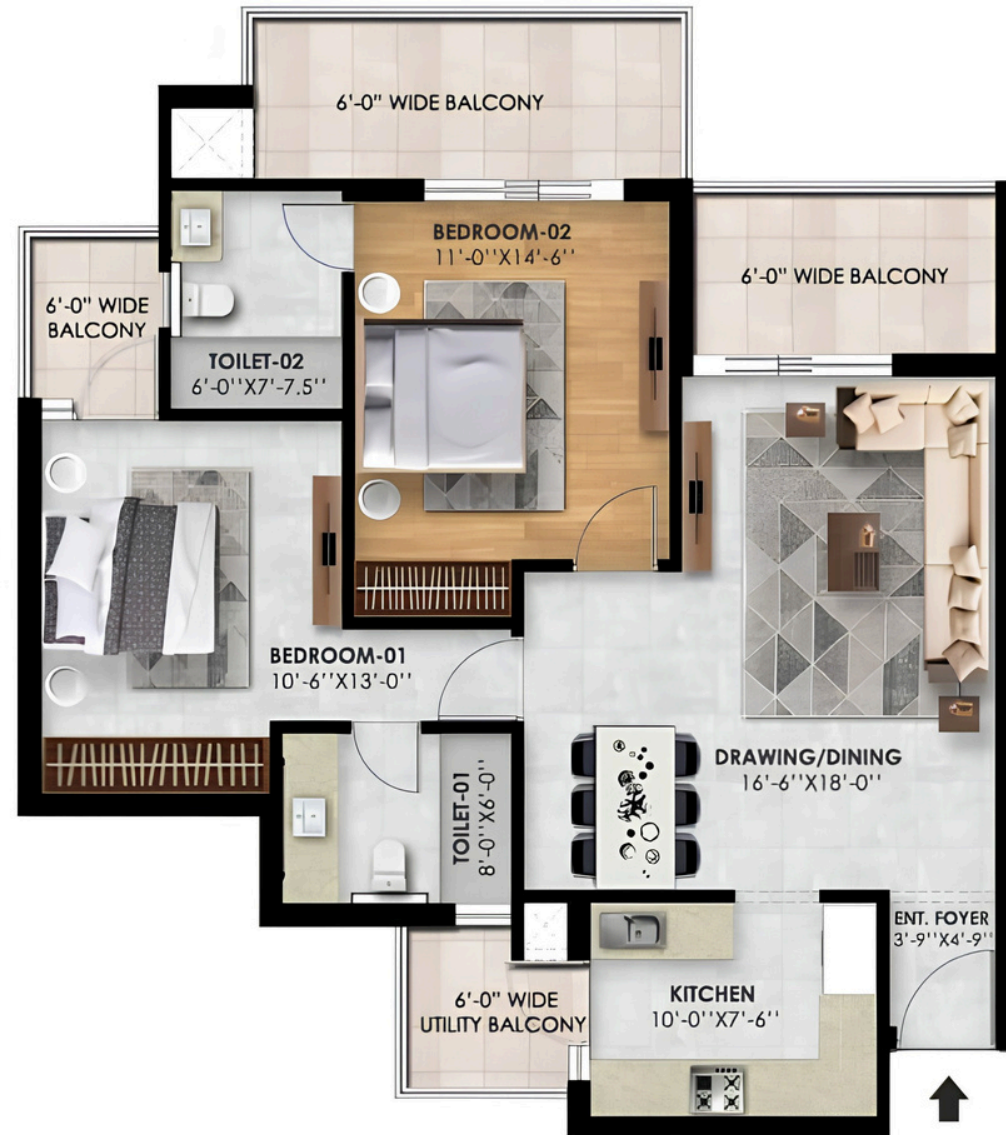 6'-0" WIDE BALCONY
BEDROOM-02
11'-0''X14'-6''
6'-0" WIDE BALCONY
6'-0" WIDE
BALCONY
TOILET-02
6'-0''X7'-7.5''
BEDROOM-01
10'-6''X13'-0''
DRAWING/DINING
16'-6''X18'-0''
TOILET-01
8'-0''X6'-0''
ENT. FOYER
3'-9''X4'-9''
KITCHEN
10'-0''X7'-6''
6'-0" WIDE
UTILITY BALCONY